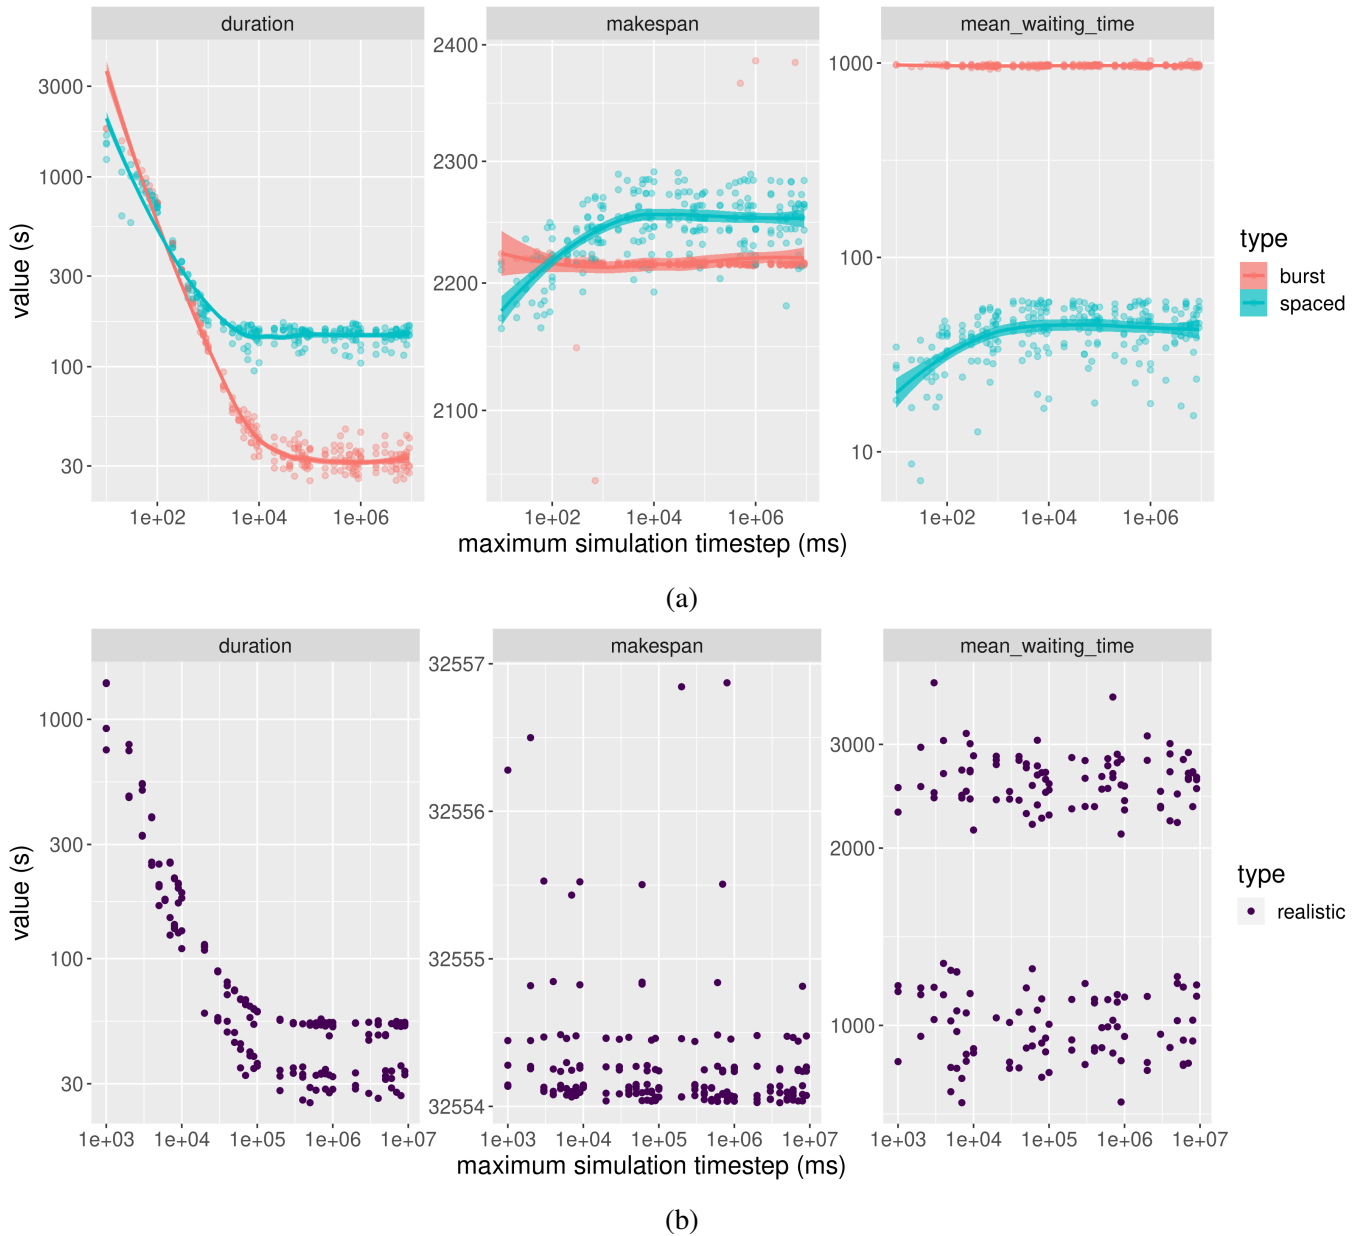 duration makespan mean_waiting_time
3000
1000
300
100
30
2400
2300
2200
2100
1000
100
10
value (s)
1e+02 1e+04 1e+06 1e+02 1e+04 1e+06 1e+02 1e+04 1e+06
maximum simulation timestep (ms)
type
burst
spaced
(a)
duration makespan mean_waiting_time
1000
300
100
30
32557
32556
32555
32554
3000
2000
1000
value (s)
1e+03 1e+04 1e+05 1e+06 1e+07 1e+03 1e+04 1e+05 1e+06 1e+07 1e+03 1e+04 1e+05 1e+06 1e+07
maximum simulation timestep (ms)
type
realistic
(b)